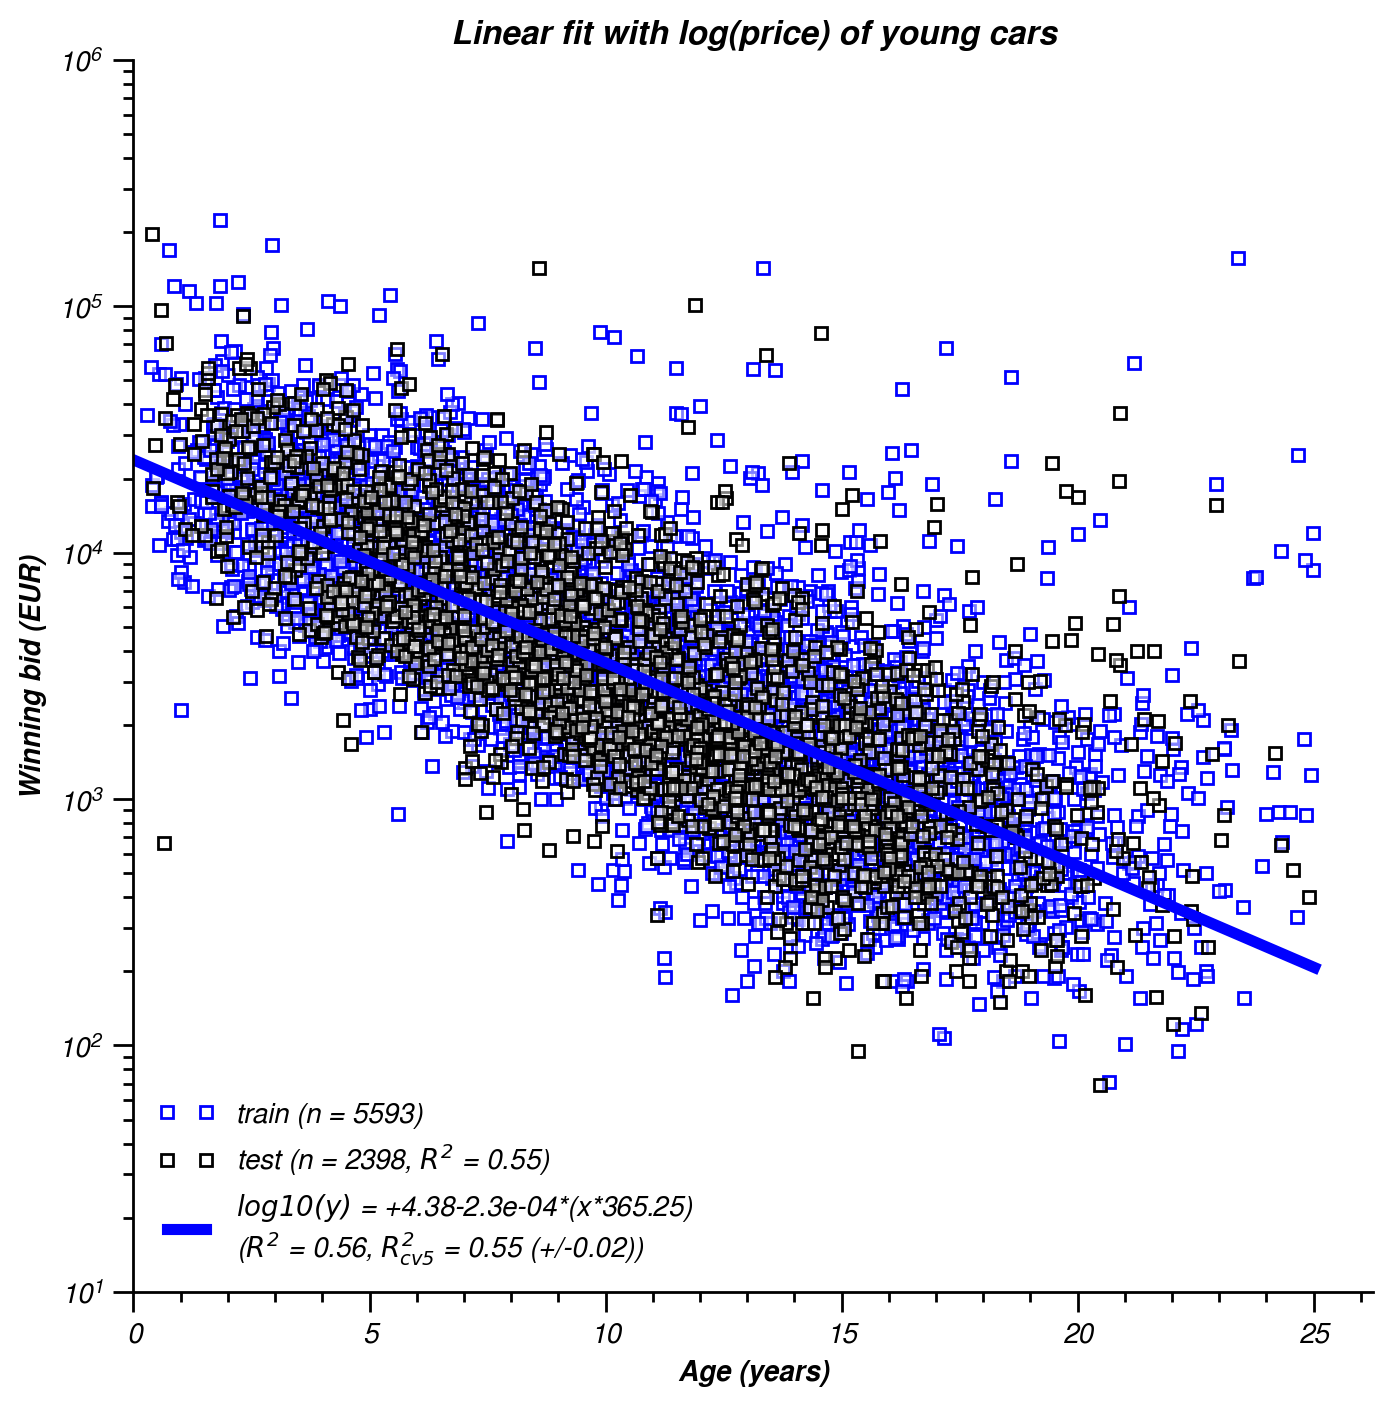 Linear fit with log(price) of young cars
10^6
10^5
10^4
10^3
10^2
10^1
Winning bid (EUR)
train (n = 5593)
test (n = 2398, R^2 = 0.55)
log10(y) = +4.38-2.3e-04*(x*365.25)
(R^2 = 0.56, R^2_cv5 = 0.55 (+/-0.02))
0 5 10 15 20 25
Age (years)